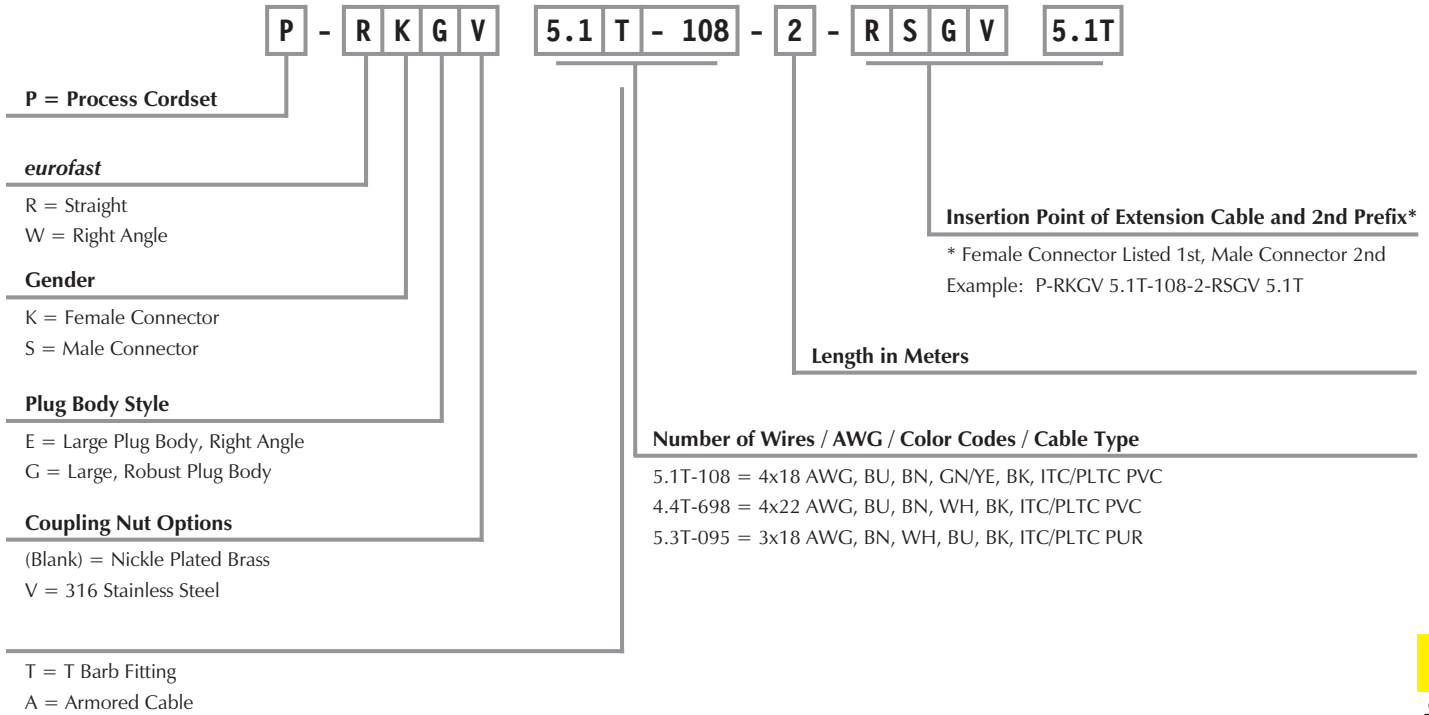 P - R K G V 5.1 T - 108 - 2 - R S G V 5.1T
P = Process Cordset
eurofast
R = Straight
W = Right Angle
Gender
K = Female Connector
S = Male Connector
Plug Body Style
E = Large Plug Body, Right Angle
G = Large, Robust Plug Body
Coupling Nut Options
(Blank) = Nickle Plated Brass
V = 316 Stainless Steel
T = T Barb Fitting
A = Armored Cable
Insertion Point of Extension Cable and 2nd Prefix*
* Female Connector Listed 1st, Male Connector 2nd
Example: P-RKGV 5.1T-108-2-RSGV 5.1T
Length in Meters
Number of Wires / AWG / Color Codes / Cable Type
5.1T-108 = 4x18 AWG, BU, BN, GN/YE, BK, ITC/PLTC PVC
4.4T-698 = 4x22 AWG, BU, BN, WH, BK, ITC/PLTC PVC
5.3T-095 = 3x18 AWG, BN, WH, BU, BK, ITC/PLTC PUR